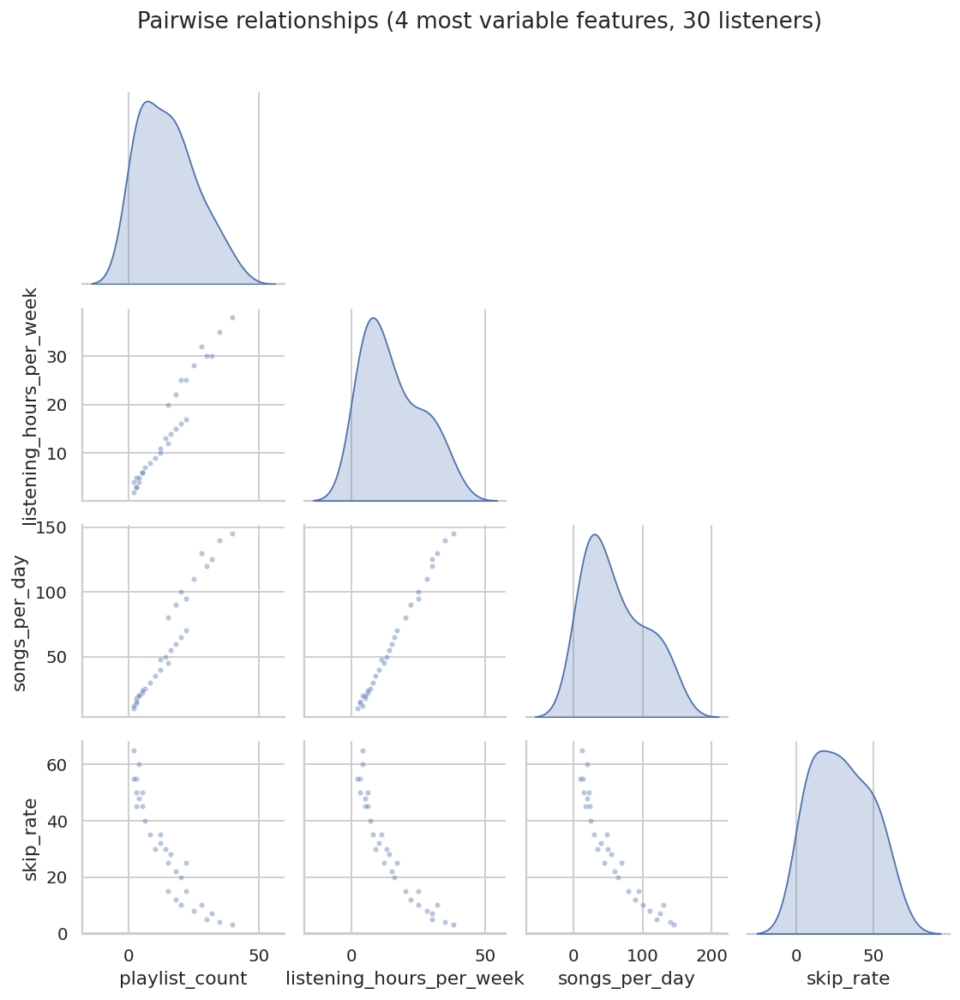 Pairwise relationships (4 most variable features, 30 listeners)
listening_hours_per_week
30
20
10
songs_per_day
150
100
50
skip_rate
60
40
20
0
0 50
0 50
0 100 200
0 50
playlist_count
listening_hours_per_week
songs_per_day
skip_rate